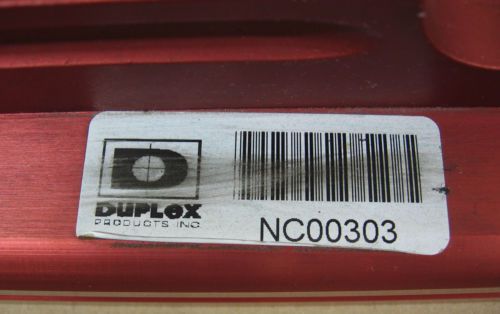 D
DUPLEX
PRODUCTS INC.
NC00303